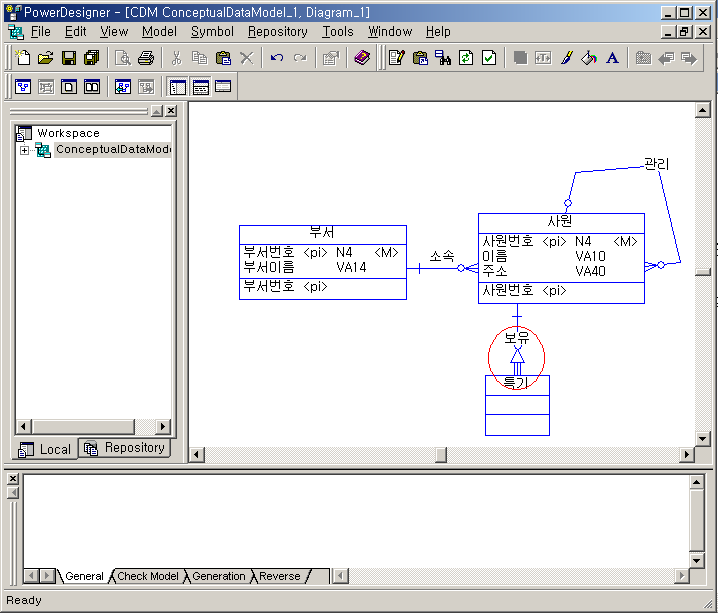 PowerDesigner - [CDM ConceptualDataModel_1, Diagram_1]
File Edit View Model Symbol Repository Tools Window Help
Workspace
ConceptualDataMod
관리
부서
부서번호 <pi> N4 <M>
부서이름 VA14
부서번호 <pi>
소속
사원
사원번호 <pi> N4 <M>
이름 VA10
주소 VA40
사원번호 <pi>
보유
특기
Local Repository
General Check Model Generation Reverse
Ready